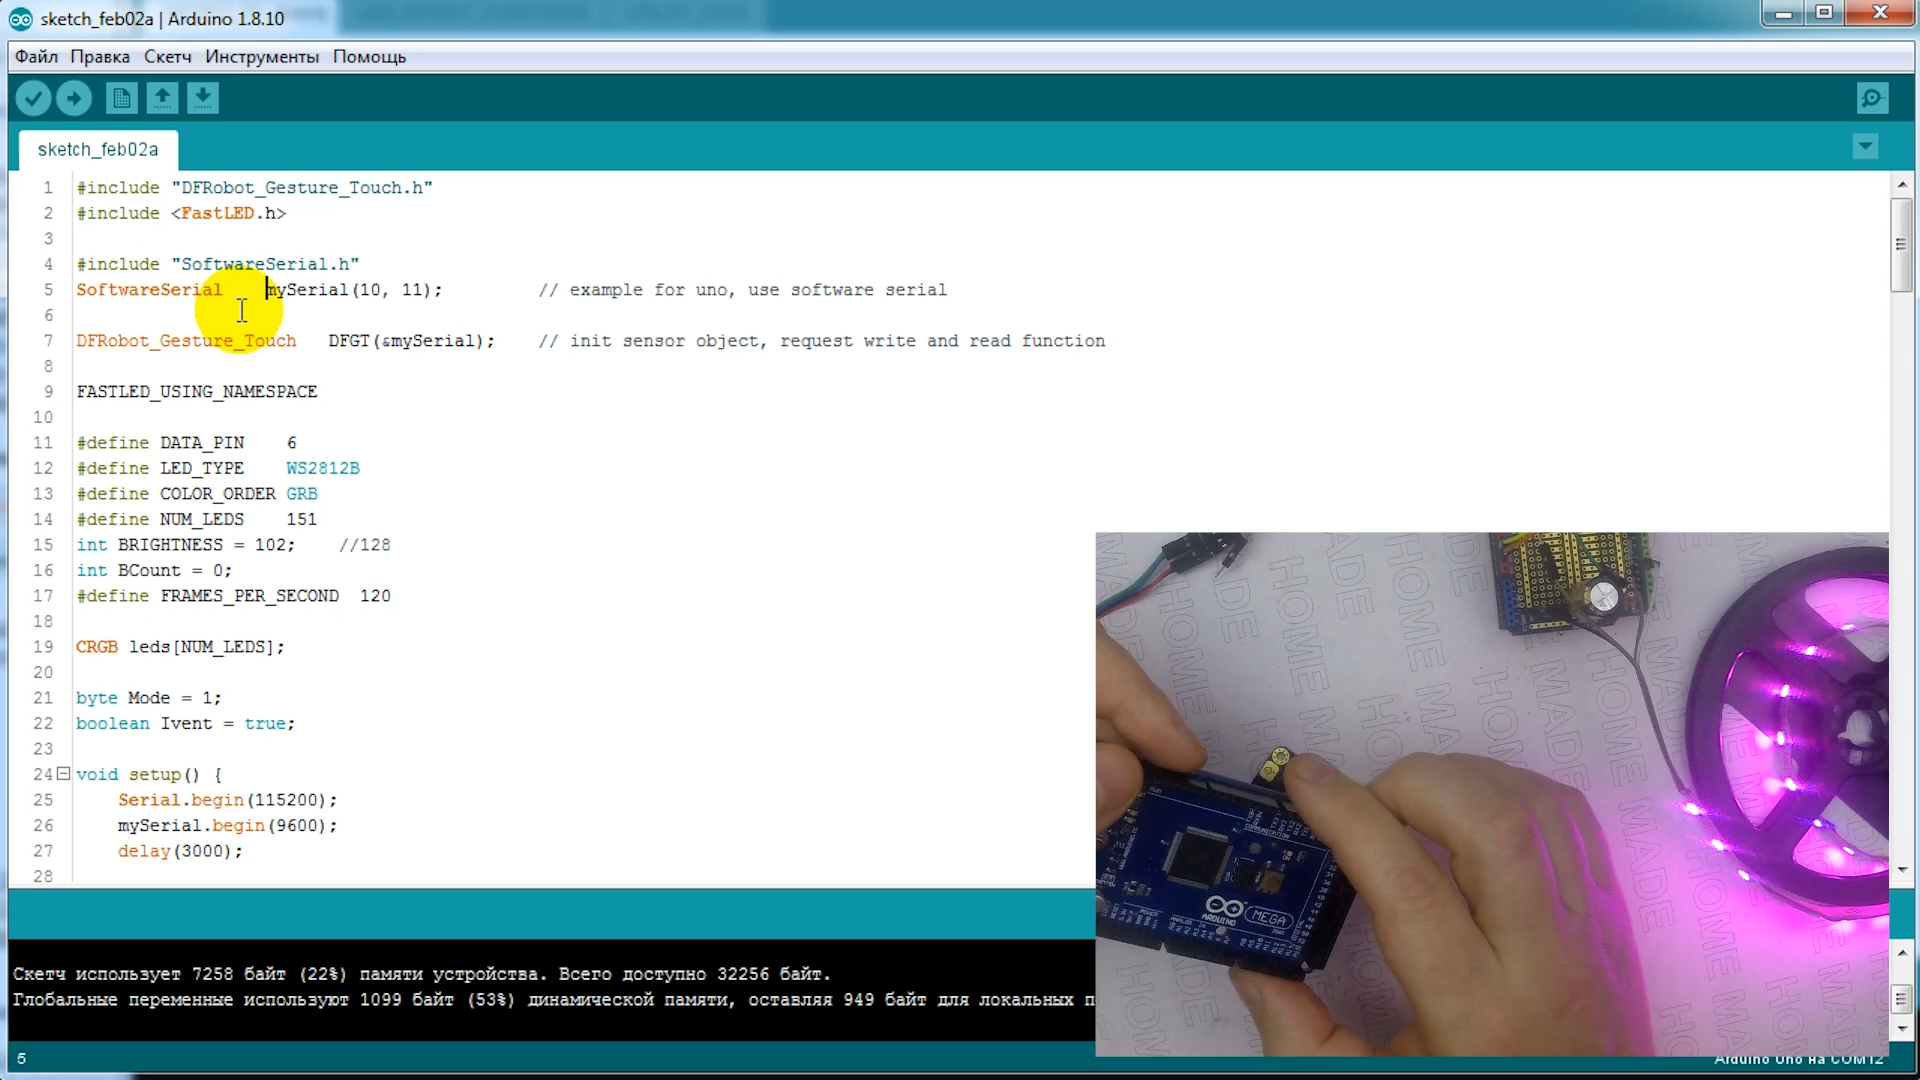 sketch_feb02a | Arduino 1.8.10
Файл Правка Скетч Инструменты Помощь
sketch_feb02a
1 #include "DFRobot_Gesture_Touch.h"
2 #include <FastLED.h>
3
4 #include "SoftwareSerial.h"
5 SoftwareSerial mySerial(10, 11); // example for uno, use software serial
6
7 DFRobot_Gesture_Touch DFGT(&mySerial); // init sensor object, request write and read function
8
9 FASTLED_USING_NAMESPACE
10
11 #define DATA_PIN 6
12 #define LED_TYPE WS2812B
13 #define COLOR_ORDER GRB
14 #define NUM_LEDS 151
15 int BRIGHTNESS = 102; //128
16 int BCount = 0;
17 #define FRAMES_PER_SECOND 120
18
19 CRGB leds[NUM_LEDS];
20
21 byte Mode = 1;
22 boolean Ivent = true;
23
24 void setup() {
25 Serial.begin(115200);
26 mySerial.begin(9600);
27 delay(3000);
28
HOME MADE
ARDUINO
MEGA
Скетч использует 7258 байт (22%) памяти устройства. Всего доступно 32256 байт.
Глобальные переменные используют 1099 байт (53%) динамической памяти, оставляя 949 байт для локальных п
5
Arduino Uno на COM12